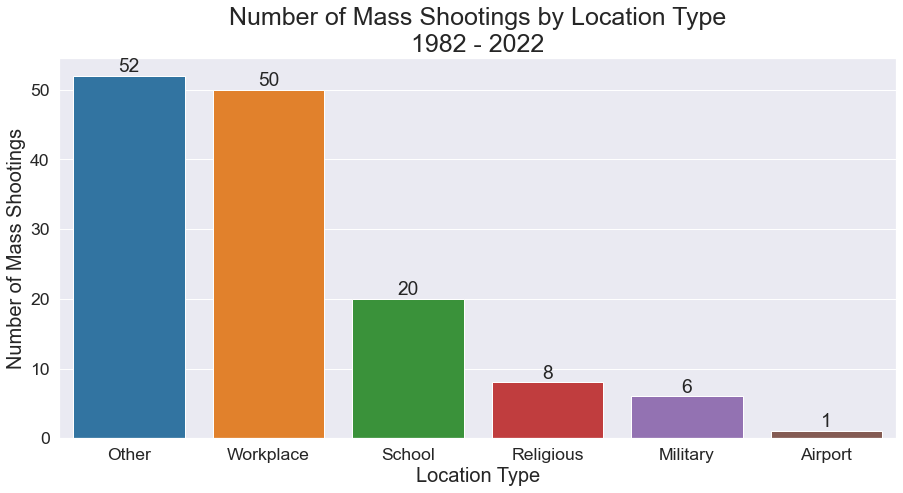 Number of Mass Shootings by Location Type
1982 - 2022
Number of Mass Shootings
50
40
30
20
10
0
52
50
20
8
6
1
Other
Workplace
School
Religious
Military
Airport
Location Type